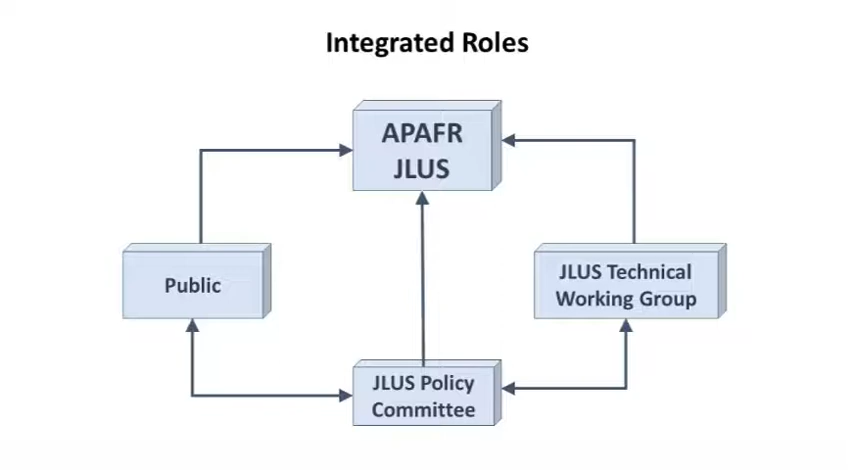 Integrated Roles
APAFR
JLUS
Public
JLUS Technical
Working Group
JLUS Policy
Committee